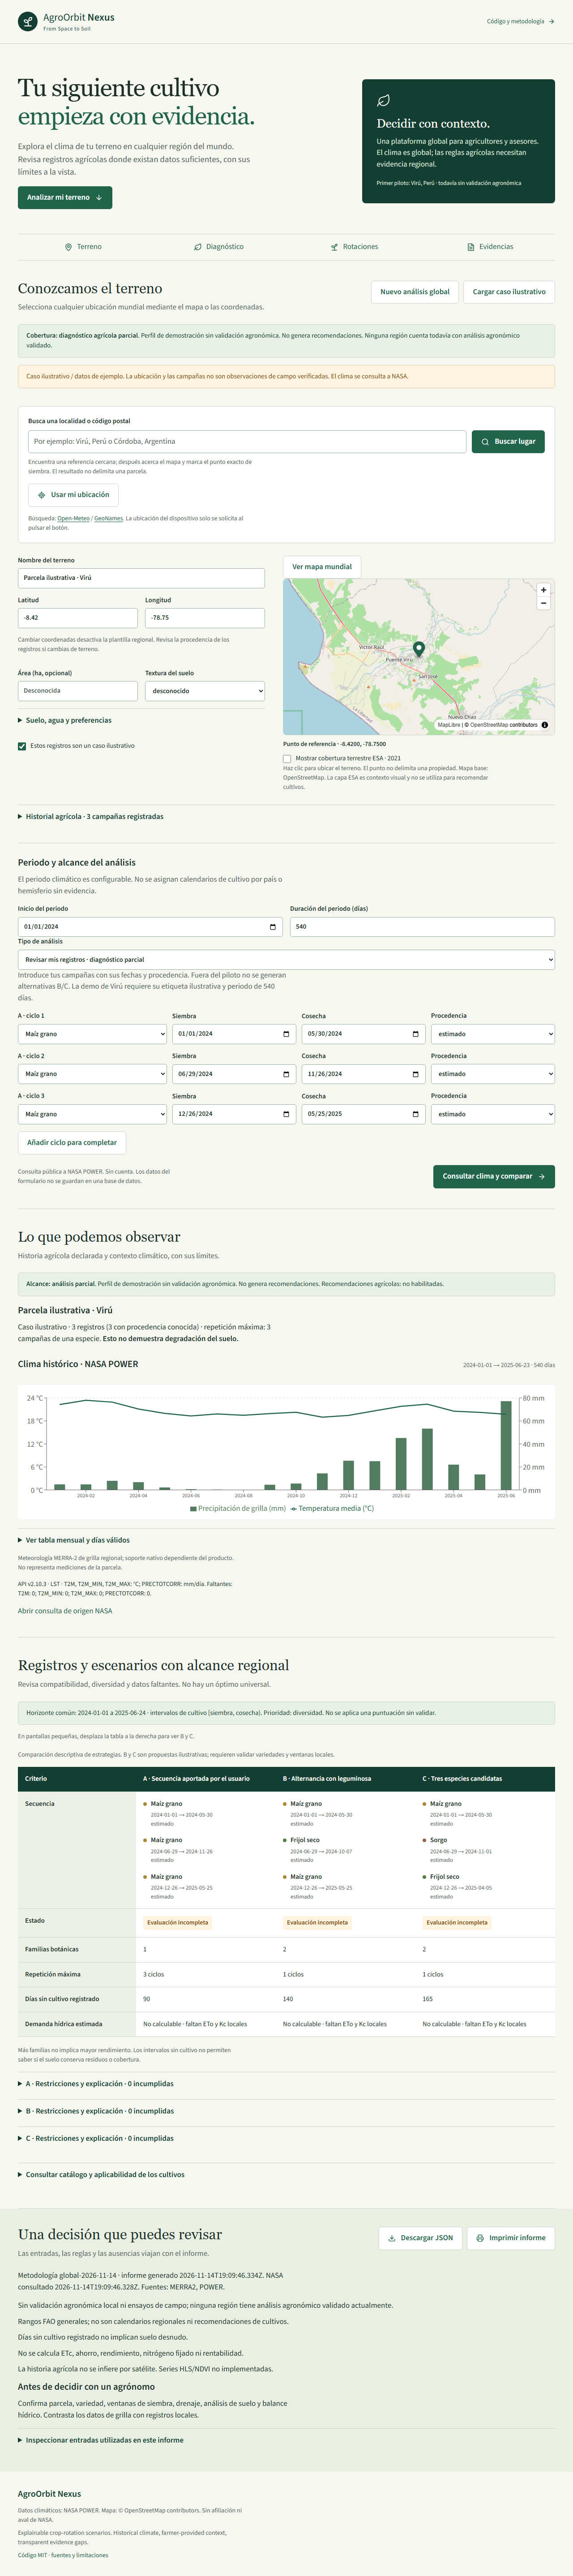 AgroOrbit Nexus
From Space to Soil
Código y metodología →
Tu siguiente cultivo
empieza con evidencia.
Explora el clima de tu terreno en cualquier región del mundo.
Revisa registros agrícolas donde existan datos suficientes, con sus
límites a la vista.
Analizar mi terreno ↓
Decidir con contexto.
Una plataforma global para agricultores y asesores.
El clima es global; las reglas agrícolas necesitan
evidencia regional.
Primer piloto: Virú, Perú · todavía sin validación agronómica
Terreno
Diagnóstico
Rotaciones
Evidencias
Conozcamos el terreno
Selecciona cualquier ubicación mundial mediante el mapa o las coordenadas.
Nuevo análisis global
Cargar caso ilustrativo
Cobertura: diagnóstico agrícola parcial. Perfil de demostración sin validación agronómica. No genera recomendaciones. Ninguna región cuenta todavía con análisis agronómico
validado.
Caso ilustrativo / datos de ejemplo. La ubicación y las campañas no son observaciones de campo verificadas. El clima se consulta a NASA.
Busca una localidad o código postal
Por ejemplo: Virú, Perú o Córdoba, Argentina
Buscar lugar
Encuentra una referencia cercana; después acerca el mapa y marca el punto exacto de
siembra. El resultado no delimita una parcela.
Usar mi ubicación
Búsqueda: Open-Meteo / GeoNames. La ubicación del dispositivo solo se solicita al
pulsar el botón.
Nombre del terreno
Parcela ilustrativa · Virú
Latitud
Longitud
-8.42
-78.75
Cambiar coordenadas desactiva la plantilla regional. Revisa la procedencia de los
registros si cambias de terreno.
Área (ha, opcional)
Textura del suelo
Desconocida
desconocido
▶ Suelo, agua y preferencias
Estos registros son un caso ilustrativo
Ver mapa mundial
+
−
Víctor Raúl
Puente Virú
San José
La Libertad
Nuevo Chao
MapLibre | © OpenStreetMap contributors
Punto de referencia · -8.4200, -78.7500
Mostrar cobertura terrestre ESA · 2021
Haz clic para ubicar el terreno. El punto no delimita una propiedad. Mapa base:
OpenStreetMap. La capa ESA es contexto visual y no se utiliza para recomendar
cultivos.
▶ Historial agrícola · 3 campañas registradas
Periodo y alcance del análisis
El periodo climático es configurable. No se asignan calendarios de cultivo por país o
hemisferio sin evidencia.
Inicio del periodo
Duración del periodo (días)
01/01/2024
540
Tipo de análisis
Revisar mis registros · diagnóstico parcial
Introduce tus campañas con sus fechas y procedencia. Fuera del piloto no se generan
alternativas B/C. La demo de Virú requiere su etiqueta ilustrativa y periodo de 540
días.
A · ciclo 1
Siembra
Cosecha
Procedencia
Maíz grano
01/01/2024
05/30/2024
estimado
A · ciclo 2
Siembra
Cosecha
Procedencia
Maíz grano
06/29/2024
11/26/2024
estimado
A · ciclo 3
Siembra
Cosecha
Procedencia
Maíz grano
12/26/2024
05/25/2025
estimado
Añadir ciclo para completar
Consulta pública a NASA POWER. Sin cuenta. Los datos del
formulario no se guardan en una base de datos.
Consultar clima y comparar →
Lo que podemos observar
Historia agrícola declarada y contexto climático, con sus límites.
Alcance: análisis parcial. Perfil de demostración sin validación agronómica. No genera recomendaciones. Recomendaciones agrícolas: no habilitadas.
Parcela ilustrativa · Virú
Caso ilustrativo · 3 registros (3 con procedencia conocida) · repetición máxima: 3
campañas de una especie. Esto no demuestra degradación del suelo.
Clima histórico · NASA POWER
2024-01-01 → 2025-06-23 · 540 días
24 °C
18 °C
12 °C
6 °C
0 °C
80 mm
60 mm
40 mm
20 mm
0 mm
2024-02
2024-04
2024-06
2024-08
2024-10
2024-12
2025-02
2025-04
2025-06
Precipitación de grilla (mm)
Temperatura media (°C)
▶ Ver tabla mensual y días válidos
Meteorología MERRA-2 de grilla regional; soporte nativo dependiente del producto.
No representa mediciones de la parcela.
API v2.10.3 · LST · T2M, T2M_MIN, T2M_MAX: °C; PRECTOTCORR: mm/día. Faltantes:
T2M: 0; T2M_MIN: 0; T2M_MAX: 0; PRECTOTCORR: 0.
Abrir consulta de origen NASA
Registros y escenarios con alcance regional
Revisa compatibilidad, diversidad y datos faltantes. No hay un óptimo universal.
Horizonte común: 2024-01-01 a 2025-06-24 · intervalos de cultivo [siembra, cosecha). Prioridad: diversidad. No se aplica una puntuación sin validar.
En pantallas pequeñas, desplaza la tabla a la derecha para ver B y C.
Comparación descriptiva de estrategias. B y C son propuestas ilustrativas; requieren validar variedades y ventanas locales.
Criterio
A · Secuencia aportada por el usuario
B · Alternancia con leguminosa
C · Tres especies candidatas
Secuencia
Maíz grano
2024-01-01 → 2024-05-30
estimado
Maíz grano
2024-06-29 → 2024-11-26
estimado
Maíz grano
2024-12-26 → 2025-05-25
estimado
Maíz grano
2024-01-01 → 2024-05-30
estimado
Frijol seco
2024-06-29 → 2024-10-07
estimado
Maíz grano
2024-12-26 → 2025-05-25
estimado
Maíz grano
2024-01-01 → 2024-05-30
estimado
Sorgo
2024-06-29 → 2024-11-01
estimado
Frijol seco
2024-12-26 → 2025-04-05
estimado
Estado
Evaluación incompleta
Evaluación incompleta
Evaluación incompleta
Familias botánicas
1
2
2
Repetición máxima
3 ciclos
1 ciclos
1 ciclos
Días sin cultivo registrado
90
140
165
Demanda hídrica estimada
No calculable · faltan ETo y Kc locales
No calculable · faltan ETo y Kc locales
No calculable · faltan ETo y Kc locales
Más familias no implica mayor rendimiento. Los intervalos sin cultivo no permiten
saber si el suelo conserva residuos o cobertura.
▶ A · Restricciones y explicación · 0 incumplidas
▶ B · Restricciones y explicación · 0 incumplidas
▶ C · Restricciones y explicación · 0 incumplidas
▶ Consultar catálogo y aplicabilidad de los cultivos
Una decisión que puedes revisar
Las entradas, las reglas y las ausencias viajan con el informe.
Descargar JSON
Imprimir informe
Metodología global-2026-11-14 · informe generado 2026-11-14T19:09:46.334Z. NASA
consultado 2026-11-14T19:09:46.328Z. Fuentes: MERRA2, POWER.
Sin validación agronómica local ni ensayos de campo; ninguna región tiene análisis agronómico validado actualmente.
Rangos FAO generales; no son calendarios regionales ni recomendaciones de cultivos.
Días sin cultivo registrado no implican suelo desnudo.
No se calcula ETc, ahorro, rendimiento, nitrógeno fijado ni rentabilidad.
La historia agrícola no se infiere por satélite. Series HLS/NDVI no implementadas.
Antes de decidir con un agrónomo
Confirma parcela, variedad, ventanas de siembra, drenaje, análisis de suelo y balance
hídrico. Contrasta los datos de grilla con registros locales.
▶ Inspeccionar entradas utilizadas en este informe
AgroOrbit Nexus
Datos climáticos: NASA POWER. Mapa: © OpenStreetMap contributors. Sin afiliación ni
aval de NASA.
Explainable crop-rotation scenarios. Historical climate, farmer-provided context,
transparent evidence gaps.
Código MIT · fuentes y limitaciones